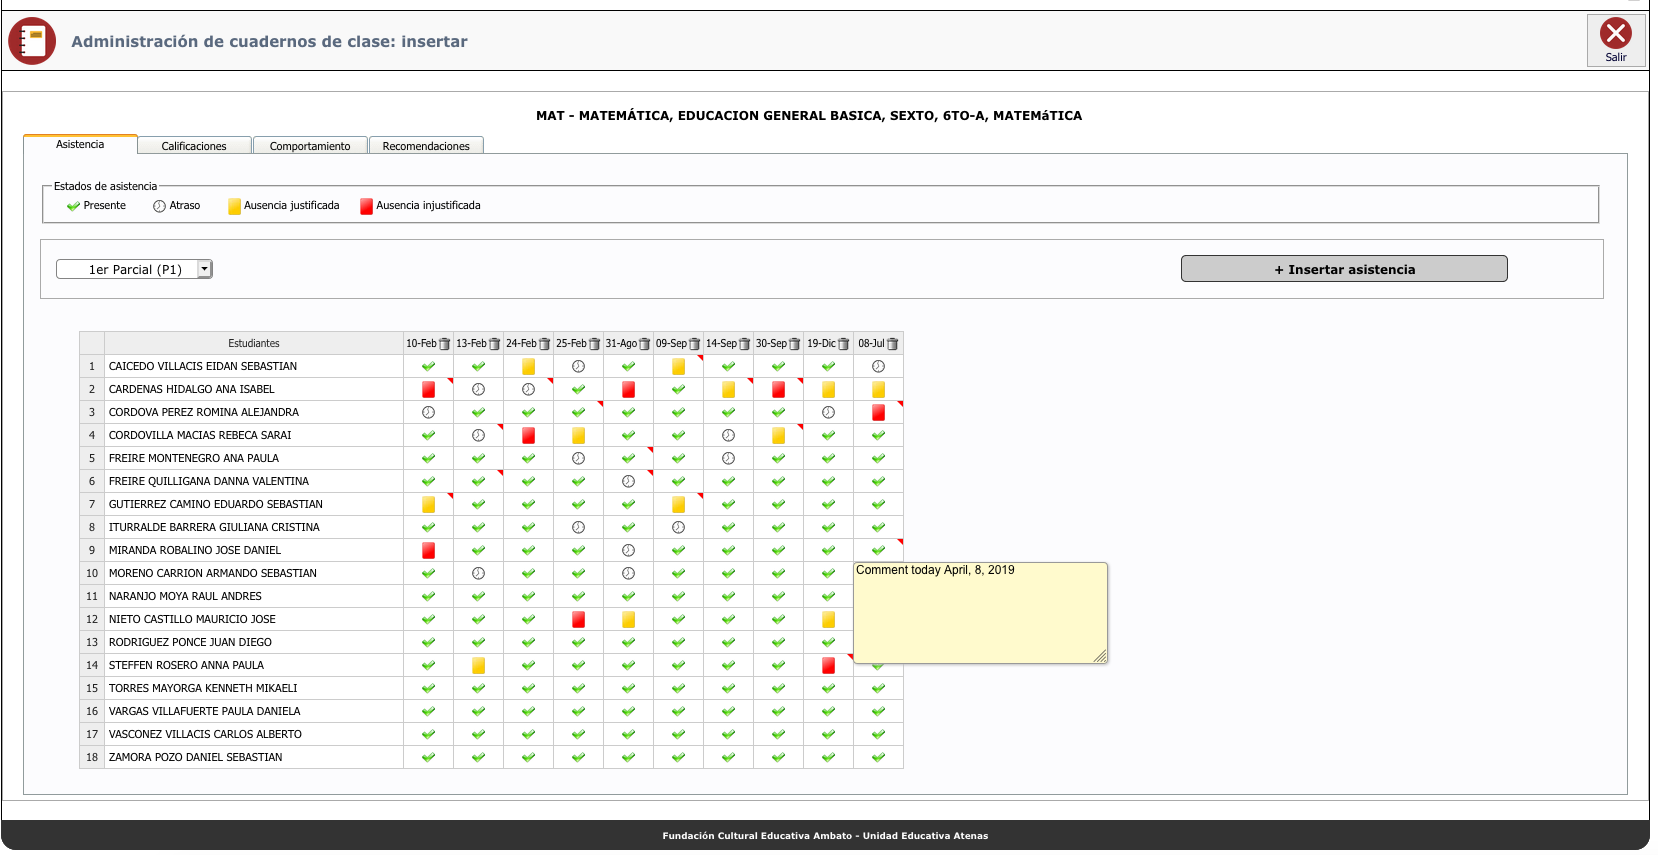 Administración de cuadernos de clase: insertar
Salir
MAT - MATEMÁTICA, EDUCACION GENERAL BASICA, SEXTO, 6TO-A, MATEMáTICA
Asistencia Calificaciones Comportamiento Recomendaciones
Estados de asistencia
Presente Atraso Ausencia justificada Ausencia injustificada
1er Parcial (P1) + Insertar asistencia
Estudiantes 10-Feb 13-Feb 24-Feb 25-Feb 31-Ago 09-Sep 14-Sep 30-Sep 19-Dic 08-Jul
1 CAICEDO VILLACIS EIDAN SEBASTIAN
2 CARDENAS HIDALGO ANA ISABEL
3 CORDOVA PEREZ ROMINA ALEJANDRA
4 CORDOVILLA MACIAS REBECA SARAI
5 FREIRE MONTENEGRO ANA PAULA
6 FREIRE QUILLIGANA DANNA VALENTINA
7 GUTIERREZ CAMINO EDUARDO SEBASTIAN
8 ITURRALDE BARRERA GIULIANA CRISTINA
9 MIRANDA ROBALINO JOSE DANIEL
10 MORENO CARRION ARMANDO SEBASTIAN
Comment today April, 8, 2019
11 NARANJO MOYA RAUL ANDRES
12 NIETO CASTILLO MAURICIO JOSE
13 RODRIGUEZ PONCE JUAN DIEGO
14 STEFFEN ROSERO ANNA PAULA
15 TORRES MAYORGA KENNETH MIKAELI
16 VARGAS VILLAFUERTE PAULA DANIELA
17 VASCONEZ VILLACIS CARLOS ALBERTO
18 ZAMORA POZO DANIEL SEBASTIAN
Fundación Cultural Educativa Ambato - Unidad Educativa Atenas